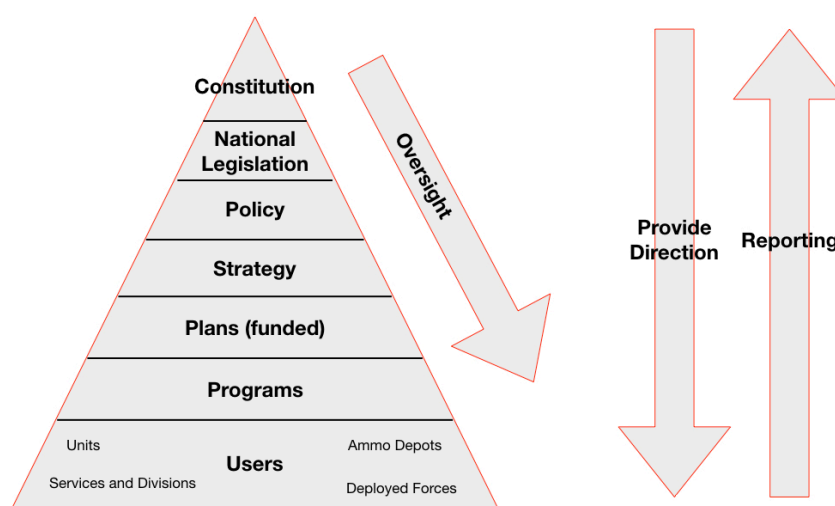 Constitution
National
Legislation
Policy
Strategy
Plans (funded)
Programs
Units
Ammo Depots
Users
Services and Divisions
Deployed Forces
Oversight
Provide
Direction
Reporting